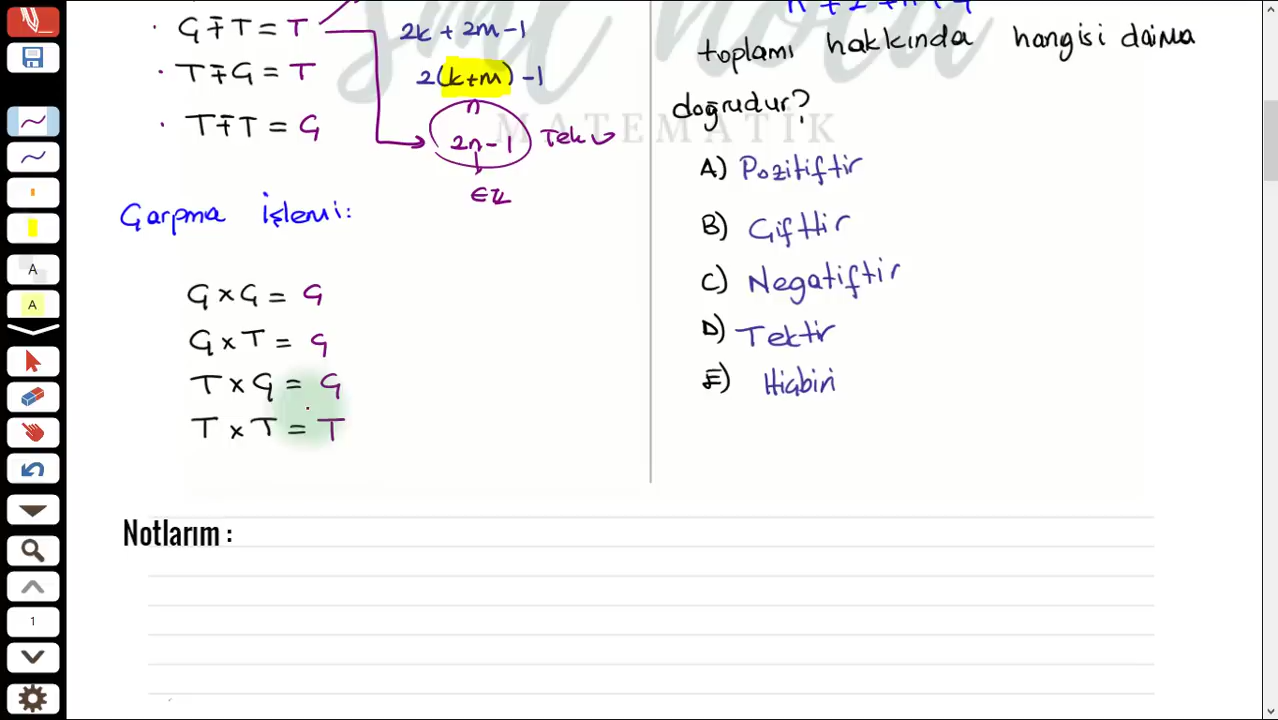 · Ç ∓ T = T
2k + 2m - 1
· T ∓ Ç = T
2(k+m) - 1
n
· T ∓ T = Ç
2n - 1 Tek
∈ Z
Çarpma İşlemi:
Ç x Ç = Ç
Ç x T = Ç
T x Ç = Ç
T x T = T
toplamı hakkında hangisi daima
doğrudur?
MATEMATİK
A) Pozitiftir
B) Çifttir
C) Negatiftir
D) Tektir
E) Hiçbiri
Notlarım :
A
A
1